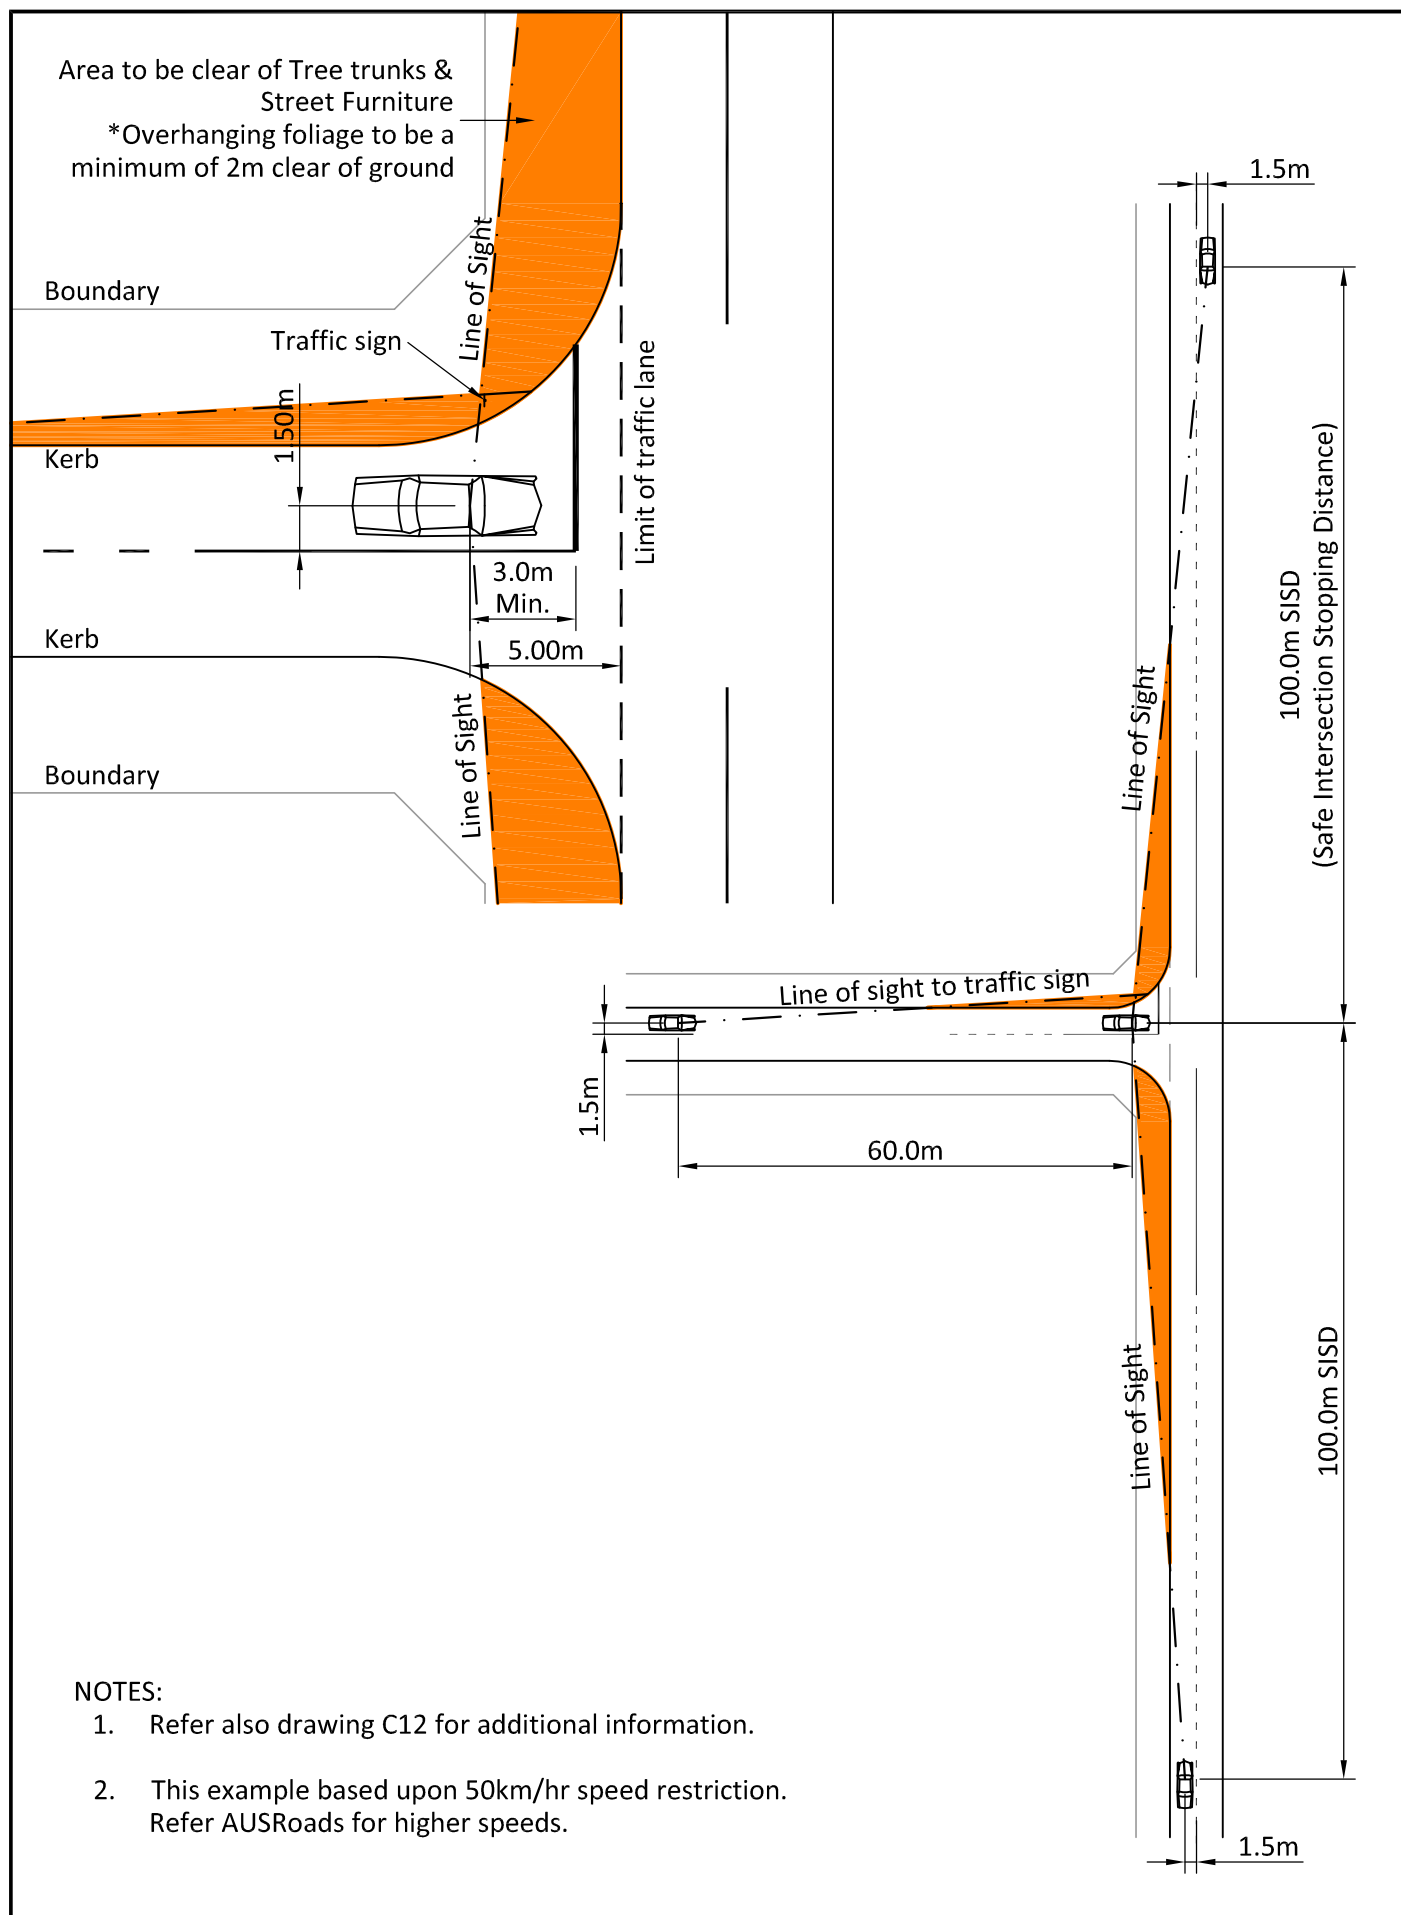 Area to be clear of Tree trunks &
Street Furniture
*Overhanging foliage to be a
minimum of 2m clear of ground
1.5m
Line of Sight
Boundary
Traffic sign
Limit of traffic lane
1.50m
Kerb
3.0m
Min.
Kerb
5.00m
Line of Sight
Boundary
Line of Sight
100.0m SISD
(Safe Intersection Stopping Distance)
Line of sight to traffic sign
1.5m
60.0m
Line of Sight
100.0m SISD
NOTES:
1. Refer also drawing C12 for additional information.
2. This example based upon 50km/hr speed restriction.
Refer AUSRoads for higher speeds.
1.5m